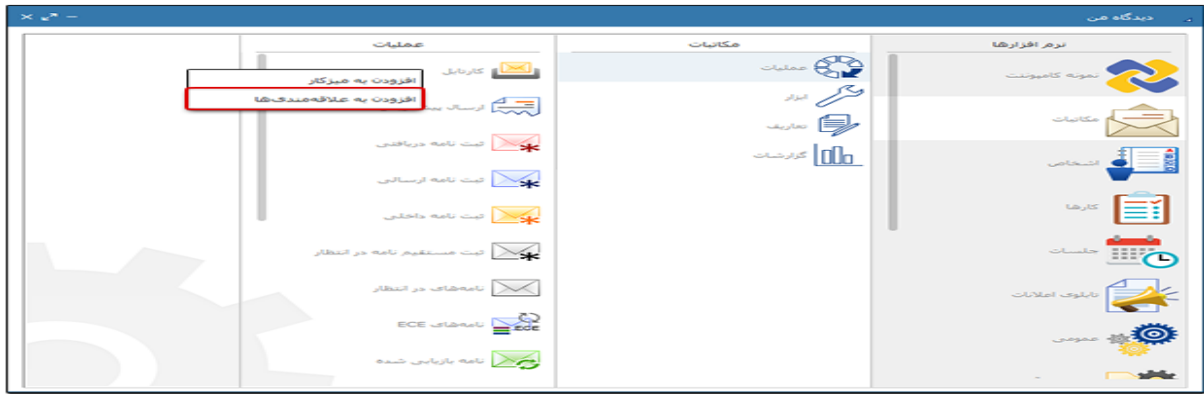 دیدگاه من
نرم افزارها
نمونه کامپوننت
مکاتبات
اشخاص
کارها
جلسات
تابلوی اعلانات
عمومی
مکاتبات
عملیات
ابزار
تعاریف
گزارشات
عملیات
کارتابل
افزودن به میزکار
افزودن به علاقه‌مندی‌ها
ارسال
ثبت نامه دریافتی
ثبت نامه ارسالی
ثبت نامه داخلی
ثبت مستقیم نامه در انتظار
نامه‌های در انتظار
نامه‌های ECE
ECE
نامه بازیابی شده